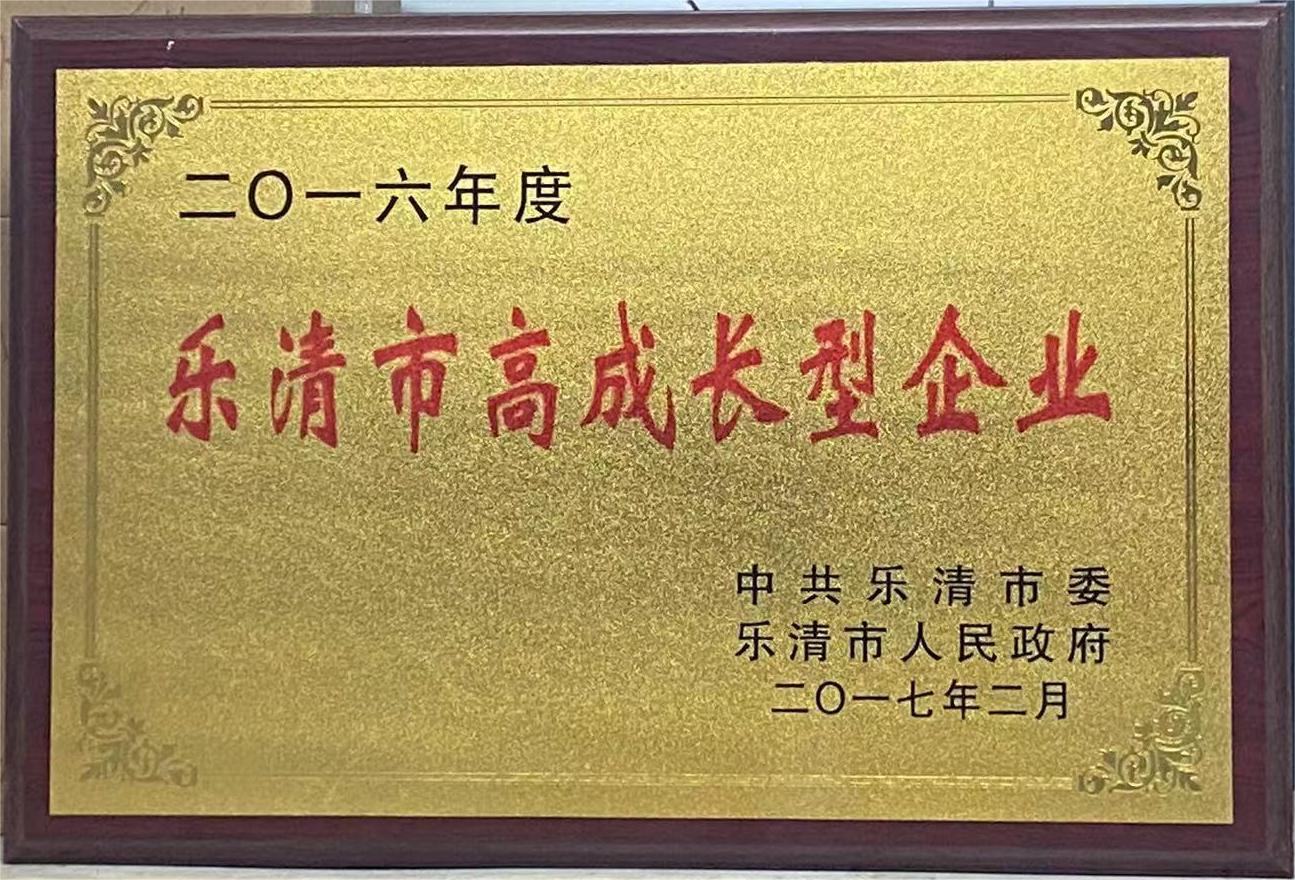 二〇一六年度
乐清市高成长型企业
中共乐清市委
乐清市人民政府
二〇一七年二月